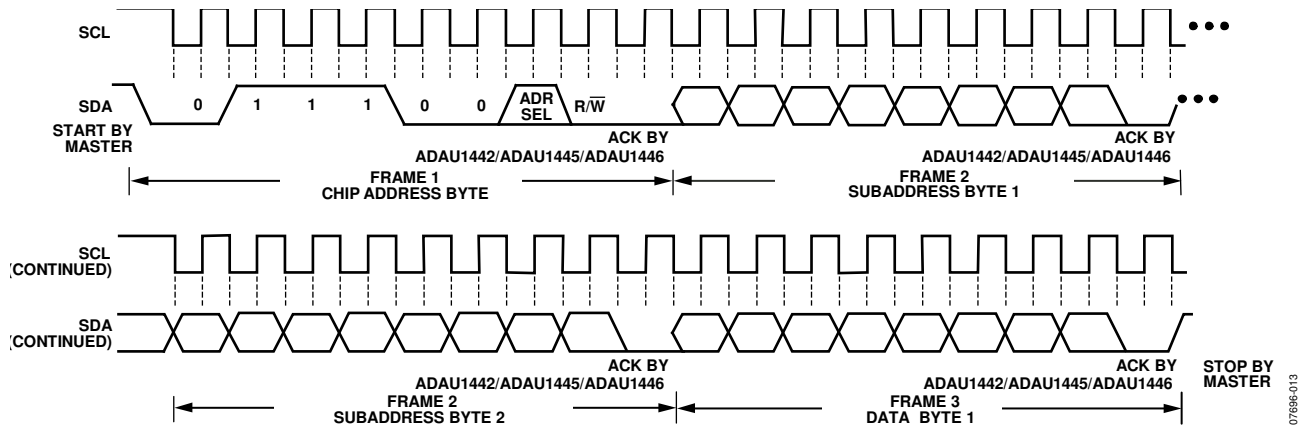 SCL
SDA
0 1 1 1 0 0 ADR SEL R/W̅
START BY
MASTER
ACK BY
ADAU1442/ADAU1445/ADAU1446
ACK BY
ADAU1442/ADAU1445/ADAU1446
FRAME 1
CHIP ADDRESS BYTE
FRAME 2
SUBADDRESS BYTE 1
SCL
(CONTINUED)
SDA
(CONTINUED)
ACK BY
ADAU1442/ADAU1445/ADAU1446
ACK BY
ADAU1442/ADAU1445/ADAU1446
STOP BY
MASTER
FRAME 2
SUBADDRESS BYTE 2
FRAME 3
DATA BYTE 1
07696-013